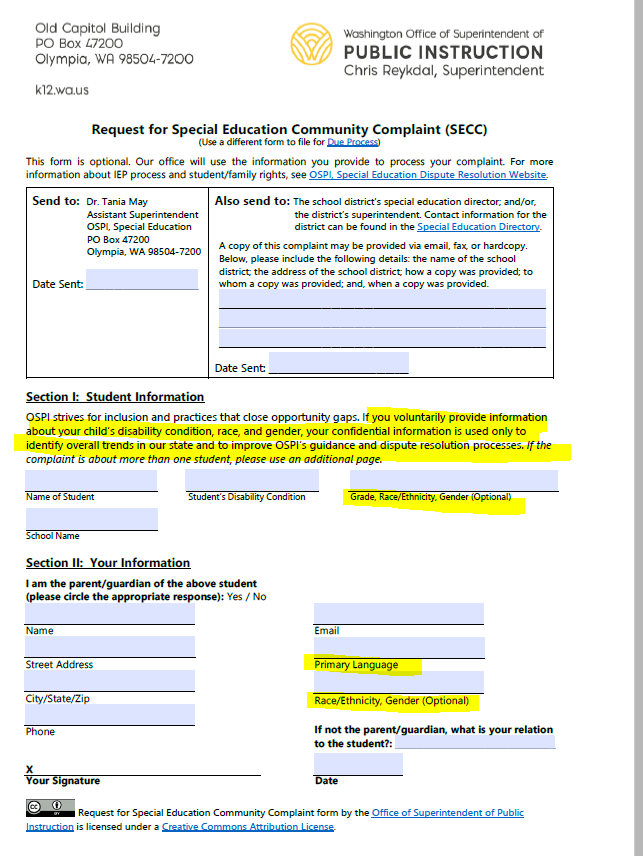 Old Capitol Building
PO Box 47200
Olympia, WA 98504-7200
k12.wa.us
Washington Office of Superintendent of
PUBLIC INSTRUCTION
Chris Reykdal, Superintendent
Request for Special Education Community Complaint (SECC)
(Use a different form to file for Due Process)
This form is optional. Our office will use the information you provide to process your complaint. For more
information about IEP process and student/family rights, see OSPI, Special Education Dispute Resolution Website.
Send to: Dr. Tania May
Assistant Superintendent
OSPI, Special Education
PO Box 47200
Olympia, WA 98504-7200
Date Sent:
Also send to: The school district's special education director; and/or,
the district's superintendent. Contact information for the
district can be found in the Special Education Directory.
A copy of this complaint may be provided via email, fax, or hardcopy.
Below, please include the following details: the name of the school
district; the address of the school district; how a copy was provided; to
whom a copy was provided; and, when a copy was provided.
Date Sent:
Section I: Student Information
OSPI strives for inclusion and practices that close opportunity gaps. If you voluntarily provide information
about your child's disability condition, race, and gender, your confidential information is used only to
identify overall trends in our state and to improve OSPI's guidance and dispute resolution processes. If the
complaint is about more than one student, please use an additional page.
Name of Student
Student's Disability Condition
Grade, Race/Ethnicity, Gender (Optional)
School Name
Section II: Your Information
I am the parent/guardian of the above student
(please circle the appropriate response): Yes / No
Name
Email
Street Address
Primary Language
City/State/Zip
Race/Ethnicity, Gender (Optional)
Phone
If not the parent/guardian, what is your relation
to the student?:
X
Your Signature
Date
cc BY
Request for Special Education Community Complaint form by the Office of Superintendent of Public
Instruction is licensed under a Creative Commons Attribution License.